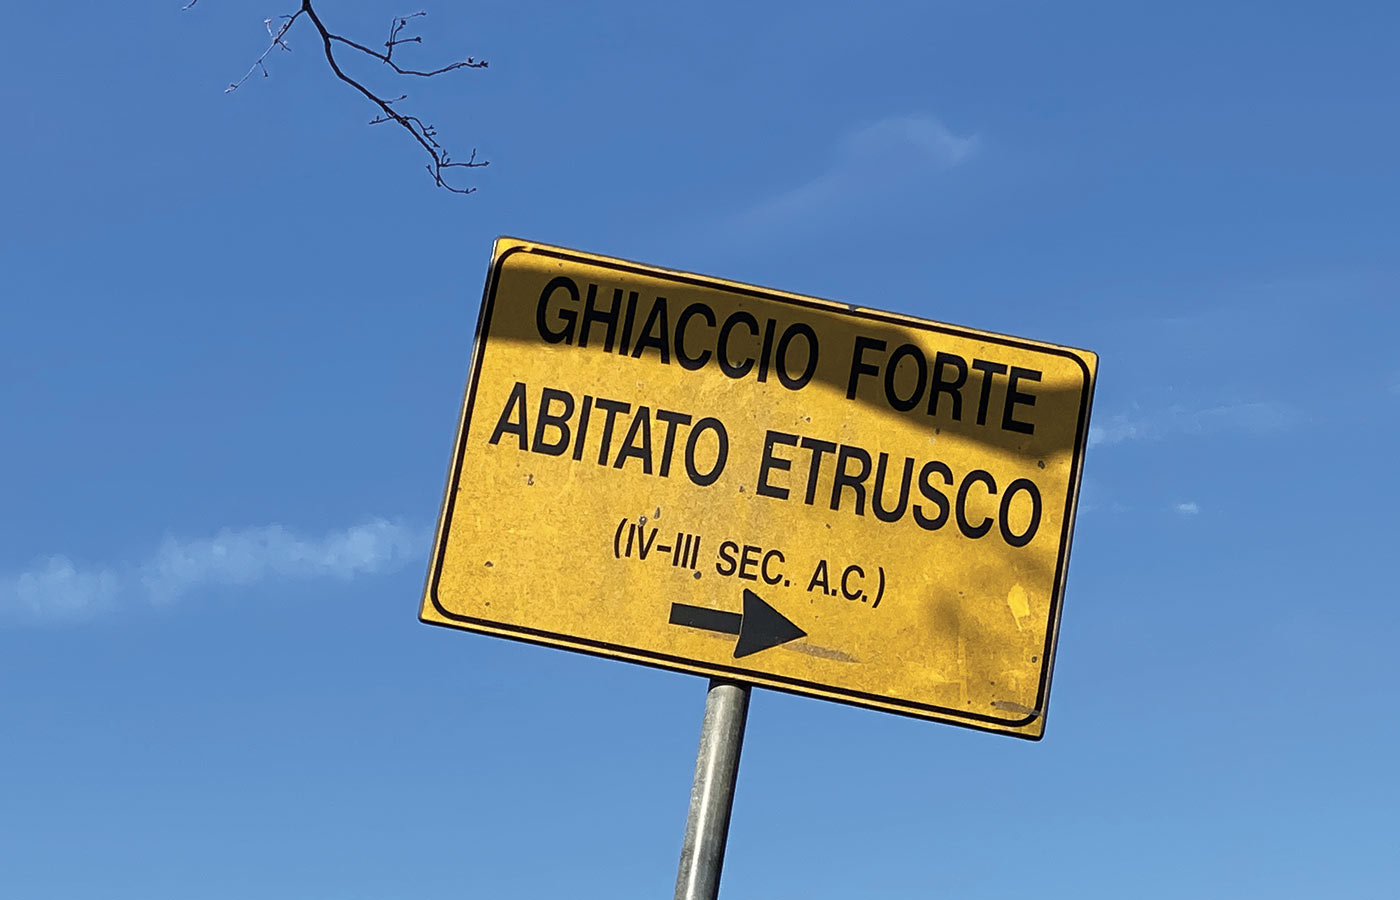 GHIACCIO FORTE
ABITATO ETRUSCO
(IV-III SEC. A.C.)